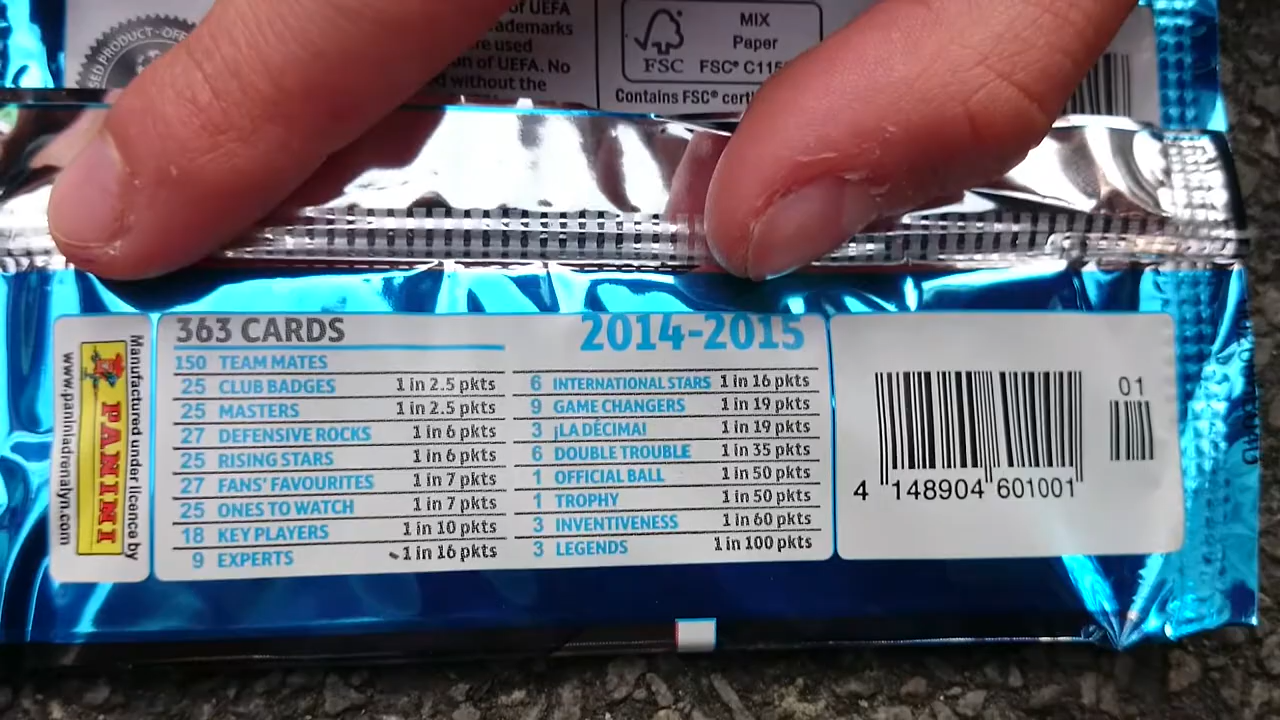 SED PRODUCT - OFF
of UEFA
ademarks
re used
on of UEFA. No
d without the
FSC
MIX
Paper
FSC®
Contains FSC®
Manufactured under licence by
PANINI
www.paniniadrenalyn.com
363 CARDS
150 TEAM MATES
25 CLUB BADGES 1 in 2.5 pkts
25 MASTERS 1 in 2.5 pkts
27 DEFENSIVE ROCKS 1 in 6 pkts
25 RISING STARS 1 in 6 pkts
27 FANS' FAVOURITES 1 in 7 pkts
25 ONES TO WATCH 1 in 7 pkts
18 KEY PLAYERS 1 in 10 pkts
9 EXPERTS 1 in 16 pkts
2014-2015
6 INTERNATIONAL STARS 1 in 16 pkts
9 GAME CHANGERS 1 in 19 pkts
3 ¡LA DÉCIMA! 1 in 19 pkts
6 DOUBLE TROUBLE 1 in 35 pkts
1 OFFICIAL BALL 1 in 50 pkts
1 TROPHY 1 in 50 pkts
3 INVENTIVENESS 1 in 60 pkts
3 LEGENDS 1 in 100 pkts
01
4 148904 601001